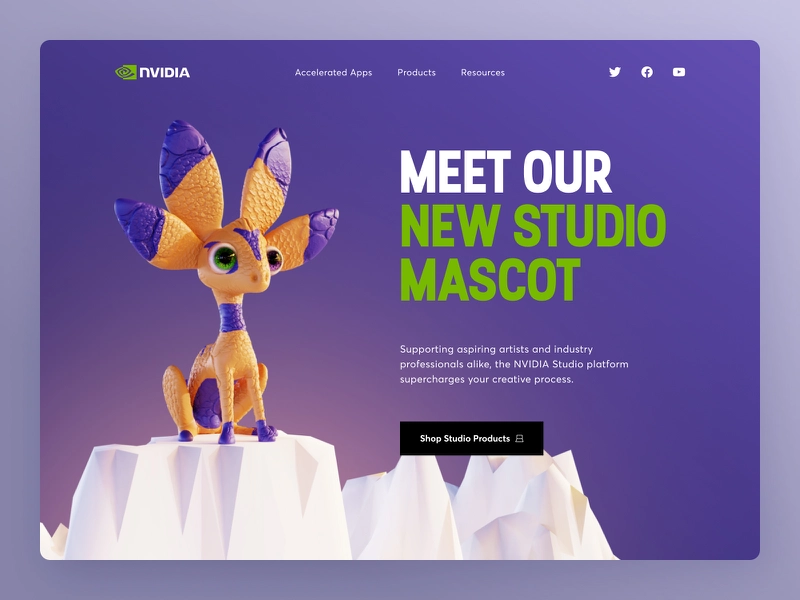 NVIDIA
Accelerated Apps
Products
Resources
MEET OUR
NEW STUDIO
MASCOT
Supporting aspiring artists and industry
professionals alike, the NVIDIA Studio platform
supercharges your creative process.
Shop Studio Products